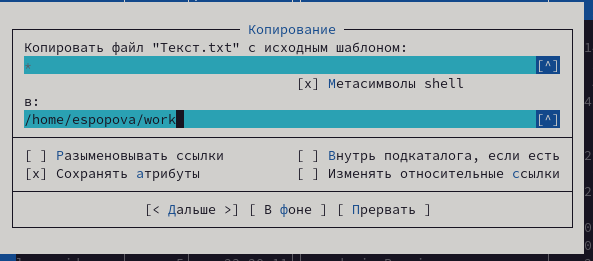 Копирование
Копировать файл "Текст.txt" с исходным шаблоном:
* [^]
[x] Метасимволы shell
в:
/home/espopova/work [^]
[ ] Разыменовывать ссылки [ ] Внутрь подкаталога, если есть
[x] Сохранять атрибуты [ ] Изменять относительные ссылки
[< Дальше >] [ В фоне ] [ Прервать ]